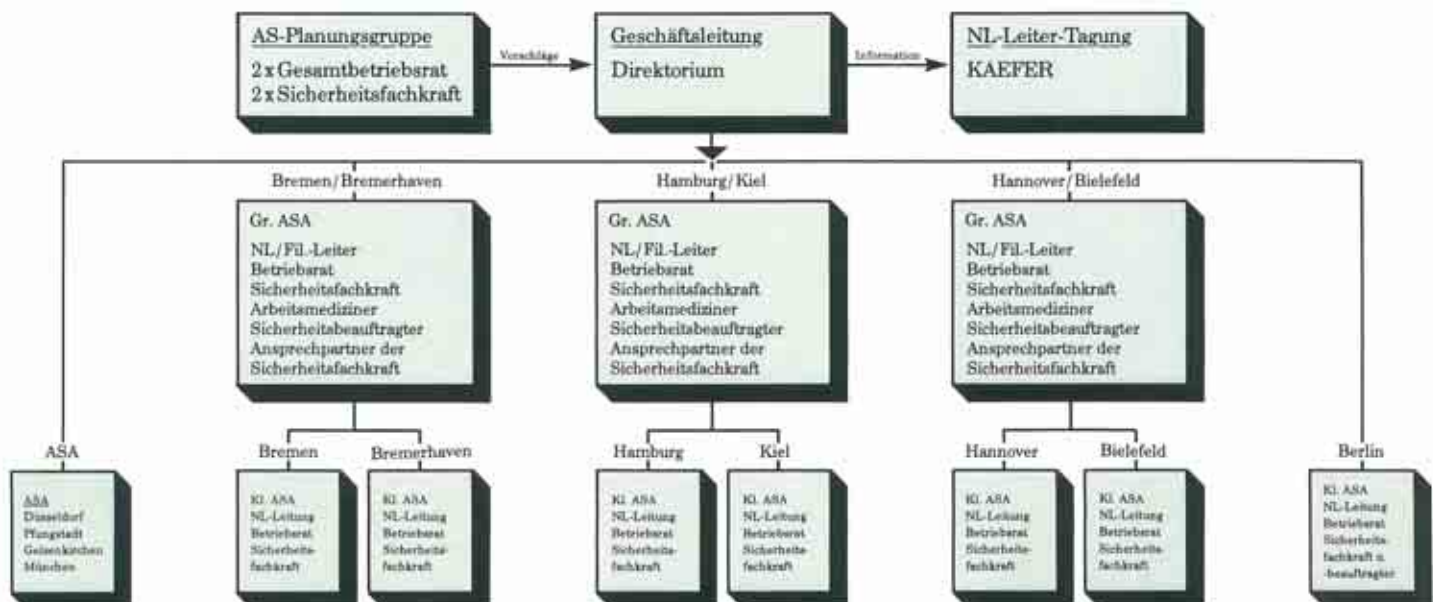 AS-Planungsgruppe
2 x Gesamtbetriebsrat
2 x Sicherheitsfachkraft
Vorschläge
Geschäftsleitung
Direktorium
Information
NL-Leiter-Tagung
KAEFER
Bremen/Bremerhaven
Gr. ASA
NL/Fil.-Leiter
Betriebsrat
Sicherheitsfachkraft
Arbeitsmediziner
Sicherheitsbeauftragter
Ansprechpartner der
Sicherheitsfachkraft
Hamburg/Kiel
Gr. ASA
NL/Fil.-Leiter
Betriebsrat
Sicherheitsfachkraft
Arbeitsmediziner
Sicherheitsbeauftragter
Ansprechpartner der
Sicherheitsfachkraft
Hannover/Bielefeld
Gr. ASA
NL/Fil.-Leiter
Betriebsrat
Sicherheitsfachkraft
Arbeitsmediziner
Sicherheitsbeauftragter
Ansprechpartner der
Sicherheitsfachkraft
ASA
ASA
Düsseldorf
Pfungstadt
Gelsenkirchen
München
Bremen
Kl. ASA
NL-Leitung
Betriebsrat
Sicherheits-
fachkraft
Bremerhaven
Kl. ASA
NL-Leitung
Betriebsrat
Sicherheits-
fachkraft
Hamburg
Kl. ASA
NL-Leitung
Betriebsrat
Sicherheits-
fachkraft
Kiel
Kl. ASA
NL-Leitung
Betriebsrat
Sicherheits-
fachkraft
Hannover
Kl. ASA
NL-Leitung
Betriebsrat
Sicherheits-
fachkraft
Bielefeld
Kl. ASA
NL-Leitung
Betriebsrat
Sicherheits-
fachkraft
Berlin
Kl. ASA
NL-Leitung
Betriebsrat
Sicherheits-
fachkraft u.
-beauftragter